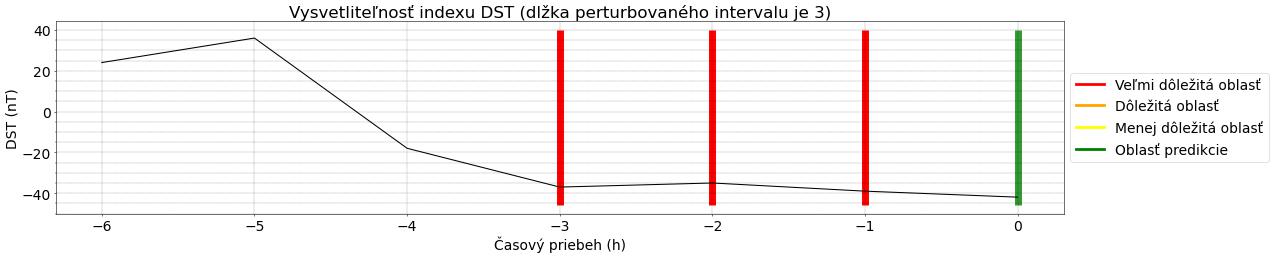 Vysvetliteľnosť indexu DST (dĺžka perturbovaného intervalu je 3)
40
20
0
−20
−40
DST (nT)
−6 −5 −4 −3 −2 −1 0
Časový priebeh (h)
Veľmi dôležitá oblasť
Dôležitá oblasť
Menej dôležitá oblasť
Oblasť predikcie